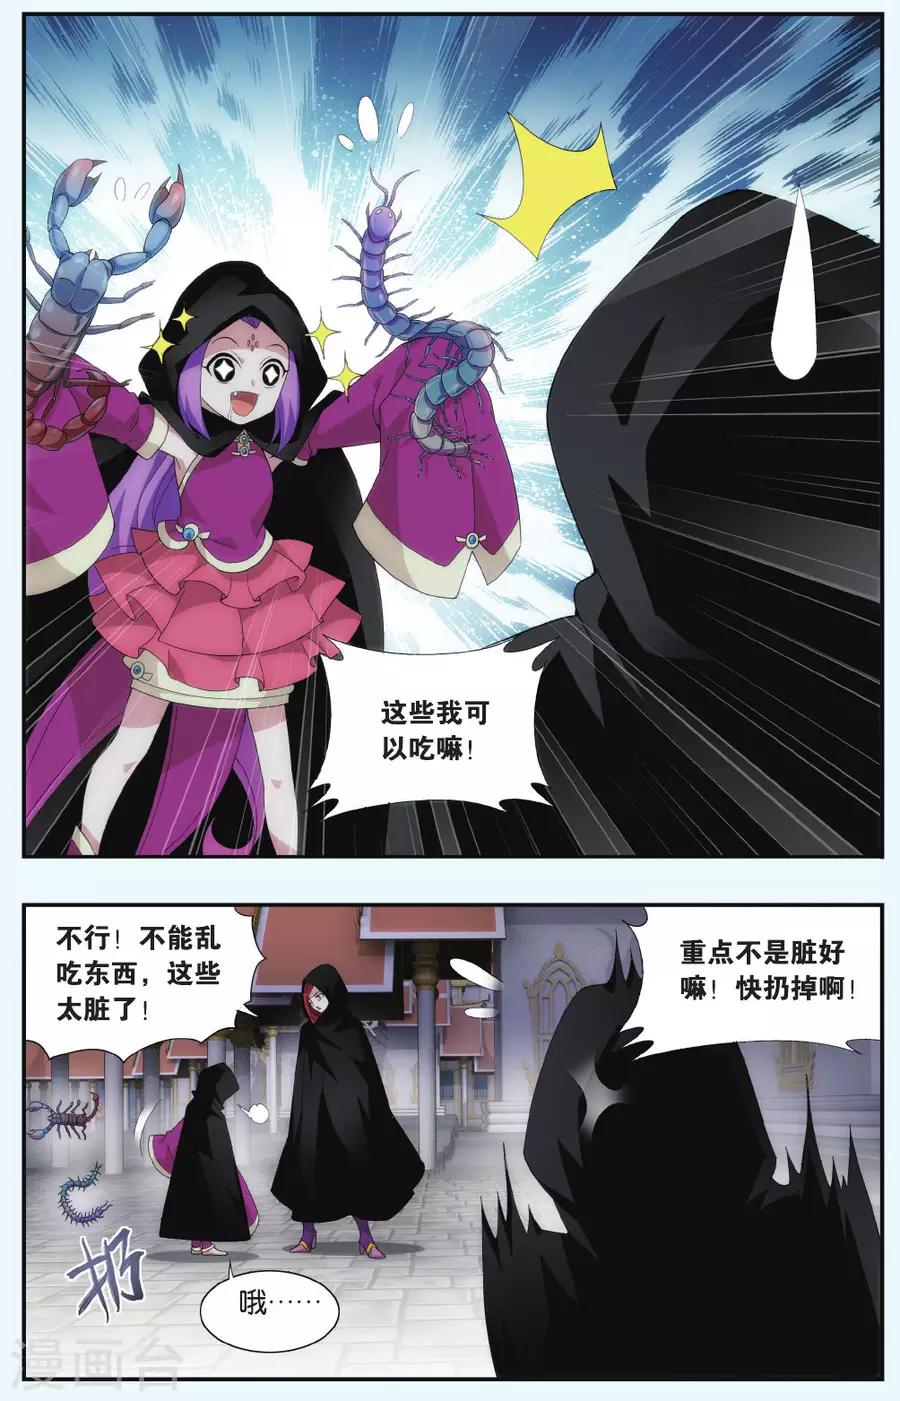 这些我可
以吃嘛！
不行！不能乱
吃东西，这些
太脏了！
重点不是脏好
嘛！快扔掉啊！
扔
哦……
漫画台